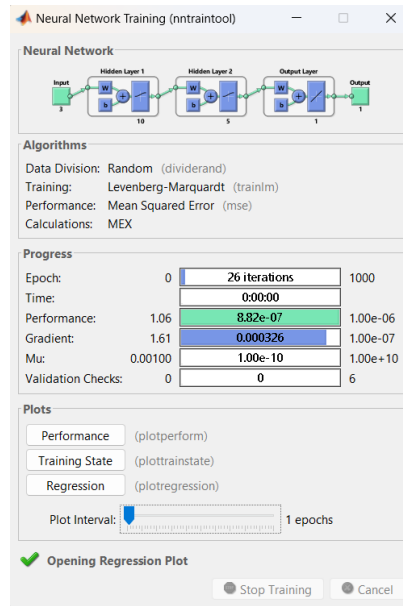 Neural Network Training (nntraintool)
Neural Network
Hidden Layer 1 Hidden Layer 2 Output Layer
Input Output
W W W
b b b
3 10 5 1 1
Algorithms
Data Division: Random (dividerand)
Training: Levenberg-Marquardt (trainlm)
Performance: Mean Squared Error (mse)
Calculations: MEX
Progress
Epoch: 0 26 iterations 1000
Time: 0:00:00
Performance: 1.06 8.82e-07 1.00e-06
Gradient: 1.61 0.000326 1.00e-07
Mu: 0.00100 1.00e-10 1.00e+10
Validation Checks: 0 0 6
Plots
Performance (plotperform)
Training State (plottrainstate)
Regression (plotregression)
Plot Interval: 1 epochs
Opening Regression Plot
Stop Training Cancel